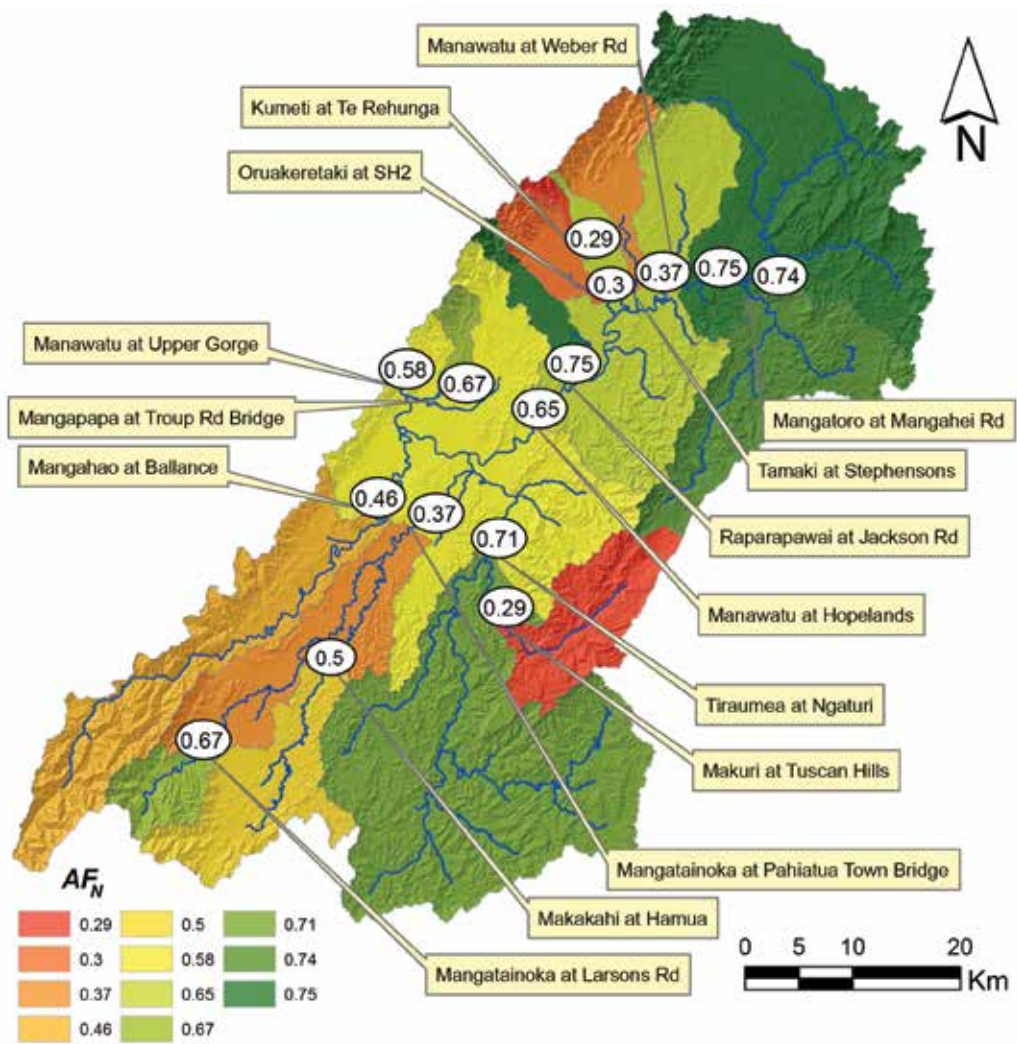 Manawatu at Weber Rd
Kumeti at Te Rehunga
N
Oruakeretaki at SH2
0.29
0.3
0.37
0.75
0.74
Manawatu at Upper Gorge
0.58
0.67
0.75
Mangapapa at Troup Rd Bridge
0.65
Mangatoro at Mangahei Rd
Mangahao at Ballance
Tamaki at Stephensons
0.46
0.37
0.71
Raparapawai at Jackson Rd
0.29
Manawatu at Hopelands
0.5
Tiraumea at Ngaturi
0.67
Makuri at Tuscan Hills
Mangatainoka at Pahiatua Town Bridge
Makakahi at Hamua
Mangatainoka at Larsons Rd
AF_N
0.29
0.3
0.37
0.46
0.5
0.58
0.65
0.67
0.71
0.74
0.75
0 5 10 20
Km